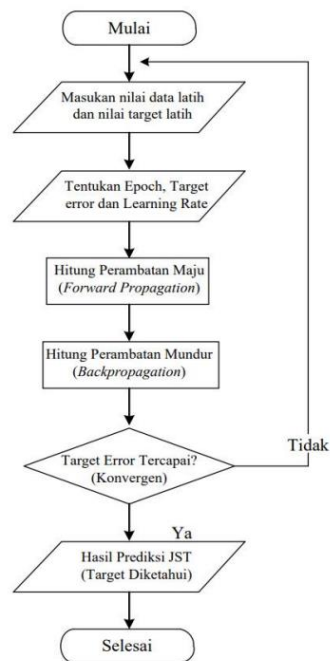 Mulai
Masukan nilai data latih
dan nilai target latih
Tentukan Epoch, Target
error dan Learning Rate
Hitung Perambatan Maju
(Forward Propagation)
Hitung Perambatan Mundur
(Backpropagation)
Tidak
Target Error Tercapai?
(Konvergen)
Ya
Hasil Prediksi JST
(Target Diketahui)
Selesai